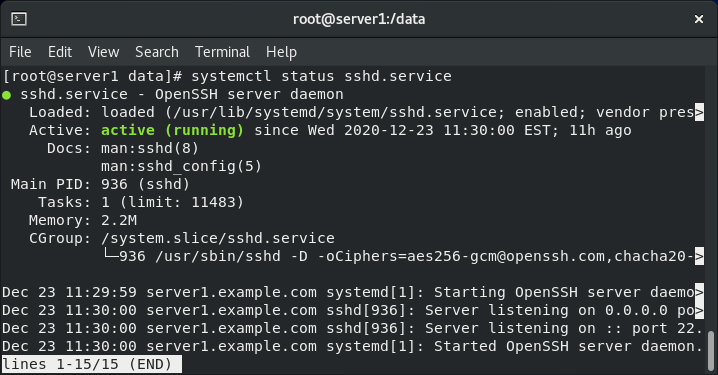 root@server1:/data
File Edit View Search Terminal Help
[root@server1 data]# systemctl status sshd.service
● sshd.service - OpenSSH server daemon
   Loaded: loaded (/usr/lib/systemd/system/sshd.service; enabled; vendor pres>
   Active: active (running) since Wed 2020-12-23 11:30:00 EST; 11h ago
     Docs: man:sshd(8)
           man:sshd_config(5)
 Main PID: 936 (sshd)
    Tasks: 1 (limit: 11483)
   Memory: 2.2M
   CGroup: /system.slice/sshd.service
           └─936 /usr/sbin/sshd -D -oCiphers=aes256-gcm@openssh.com,chacha20->
Dec 23 11:29:59 server1.example.com systemd[1]: Starting OpenSSH server daemo>
Dec 23 11:30:00 server1.example.com sshd[936]: Server listening on 0.0.0.0 po>
Dec 23 11:30:00 server1.example.com sshd[936]: Server listening on :: port 22.
Dec 23 11:30:00 server1.example.com systemd[1]: Started OpenSSH server daemon.
lines 1-15/15 (END)